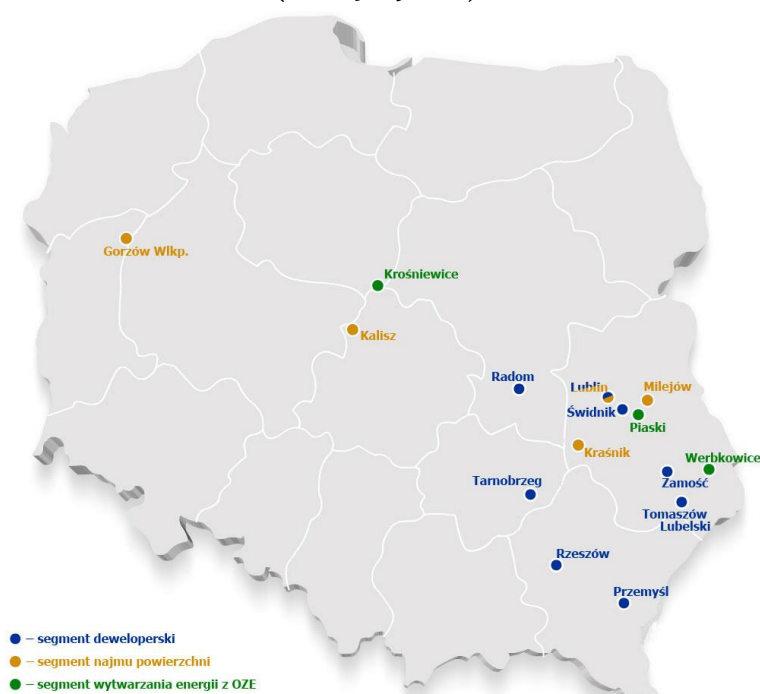 Gorzów Wlkp.
Krośniewice
Kalisz
Radom
Lublin
Milejów
Świdnik
Piaski
Kraśnik
Werbkowice
Tarnobrzeg
Zamość
Tomaszów
Lubelski
Rzeszów
Przemyśl
– segment deweloperski
– segment najmu powierzchni
– segment wytwarzania energii z OZE